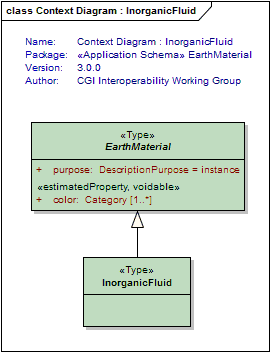 class Context Diagram : InorganicFluid
Name: Context Diagram : InorganicFluid
Package: «Application Schema» EarthMaterial
Version: 3.0.0
Author: CGI Interoperability Working Group
«Type»
EarthMaterial
+ purpose: DescriptionPurpose = instance
«estimatedProperty, voidable»
+ color: Category [1..*]
«Type»
InorganicFluid